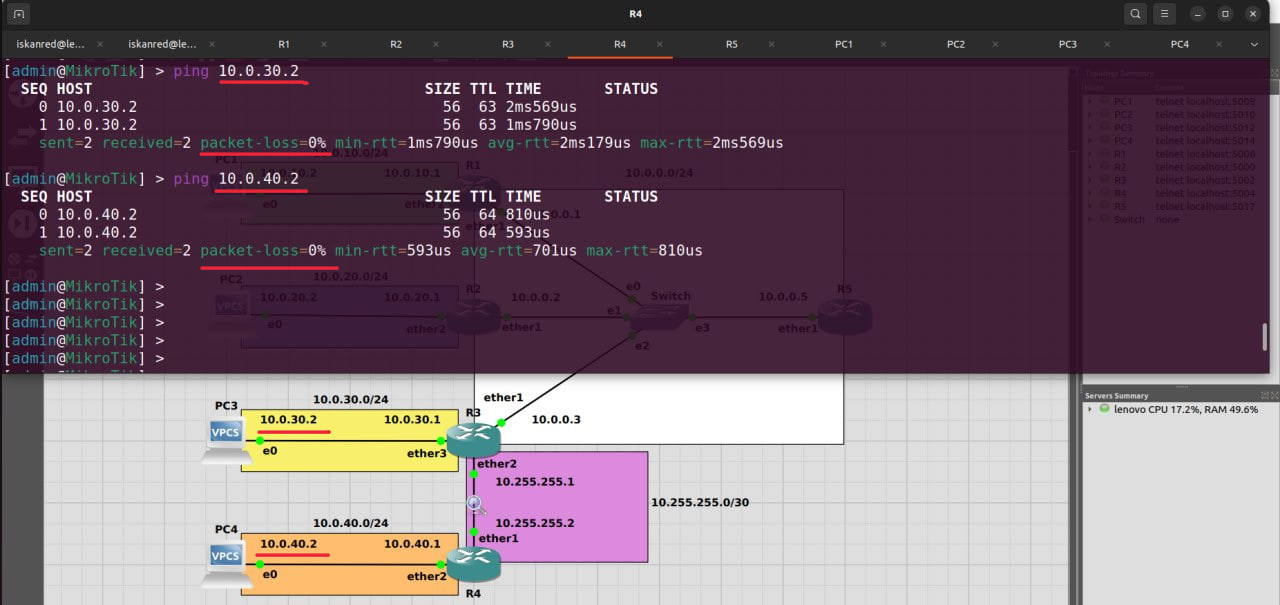 R4
iskanred@le...
iskanred@le...
R1
R2
R3
R4
R5
PC1
PC2
PC3
PC4
[admin@MikroTik] > ping 10.0.30.2
SEQ HOST SIZE TTL TIME STATUS
0 10.0.30.2 56 63 2ms569us
1 10.0.30.2 56 63 1ms790us
sent=2 received=2 packet-loss=0% min-rtt=1ms790us avg-rtt=2ms179us max-rtt=2ms569us
[admin@MikroTik] > ping 10.0.40.2
SEQ HOST SIZE TTL TIME STATUS
0 10.0.40.2 56 64 810us
1 10.0.40.2 56 64 593us
sent=2 received=2 packet-loss=0% min-rtt=593us avg-rtt=701us max-rtt=810us
[admin@MikroTik] >
[admin@MikroTik] >
[admin@MikroTik] >
[admin@MikroTik] >
[admin@MikroTik] >
Topology Summary
Node Console
PC1 telnet localhost:5008
PC2 telnet localhost:5010
PC3 telnet localhost:5012
PC4 telnet localhost:5014
R1 telnet localhost:5006
R2 telnet localhost:5000
R3 telnet localhost:5002
R4 telnet localhost:5004
R5 telnet localhost:5017
Switch none
PC1
R1
10.0.10.1
10.0.0.0/24
e0
PC2
10.0.20.0/24
VPCS
10.0.20.2
10.0.20.1
e0
ether2
R2
10.0.0.2
ether1
e0
e1
Switch
e3
e2
10.0.0.5
ether1
R5
PC3
10.0.30.0/24
VPCS
10.0.30.2
10.0.30.1
e0
ether3
R3
ether1
10.0.0.3
ether2
10.255.255.1
10.255.255.0/30
10.255.255.2
ether1
PC4
10.0.40.0/24
VPCS
10.0.40.2
10.0.40.1
e0
ether2
R4
Servers Summary
lenovo CPU 17.2%, RAM 49.6%